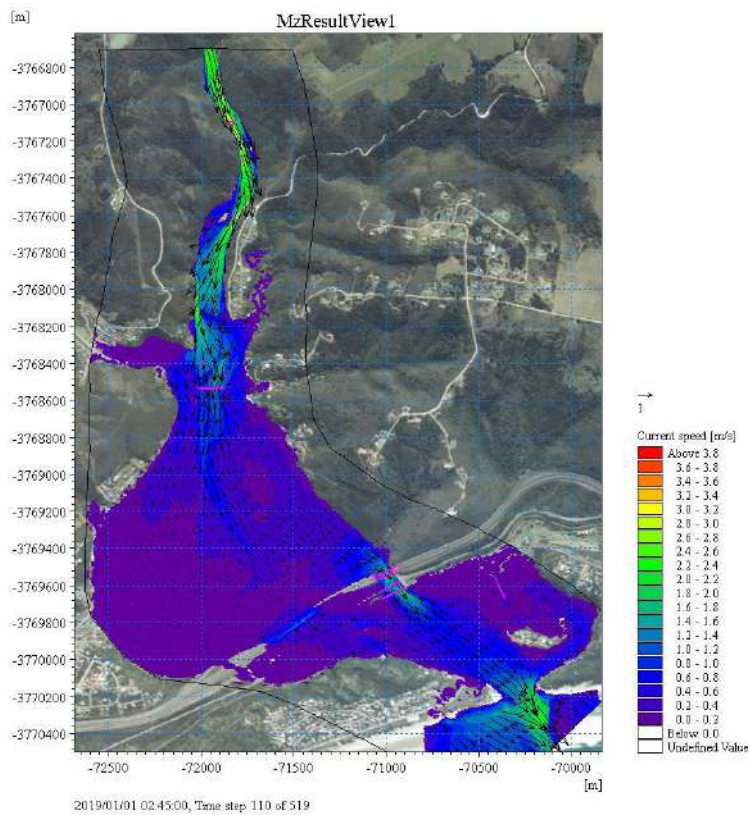 MzResultView1
[m]
-3766800
-3767000
-3767200
-3767400
-3767600
-3767800
-3768000
-3768200
-3768400
-3768600
-3768800
-3769000
-3769200
-3769400
-3769600
-3769800
-3770000
-3770200
-3770400
-72500
-72000
-71500
-71000
-70500
-70000
[m]
2019/01/01 02:45:00, Time step 110 of 519
1
Current speed [m/s]
Above 3.8
3.6 - 3.8
3.4 - 3.6
3.2 - 3.4
3.0 - 3.2
2.8 - 3.0
2.6 - 2.8
2.4 - 2.6
2.2 - 2.4
2.0 - 2.2
1.8 - 2.0
1.6 - 1.8
1.4 - 1.6
1.2 - 1.4
1.0 - 1.2
0.8 - 1.0
0.6 - 0.8
0.4 - 0.6
0.2 - 0.4
0.0 - 0.2
Below 0.0
Undefined Value